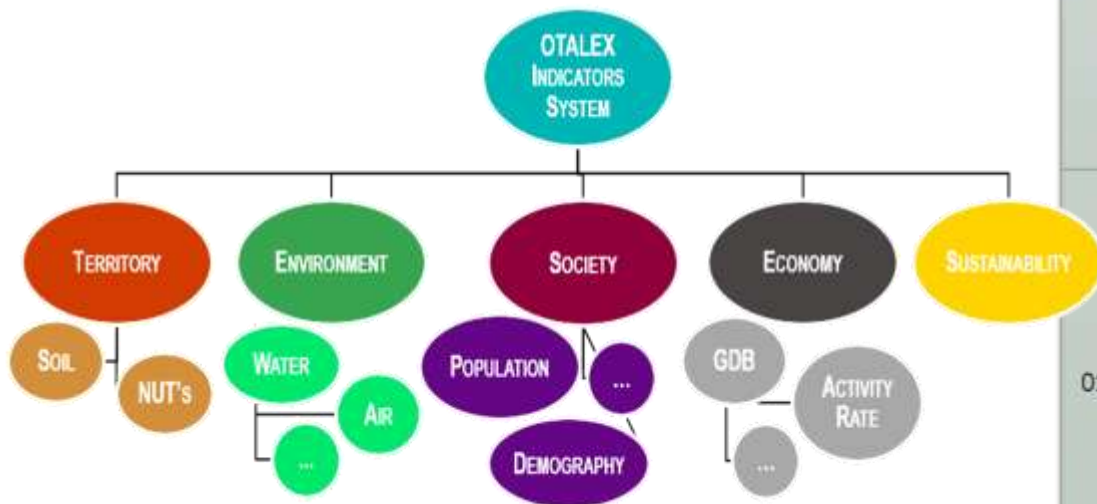 OTALEX
INDICATORS
SYSTEM
TERRITORY
ENVIRONMENT
SOCIETY
ECONOMY
SUSTAINABILITY
SOIL
NUT'S
WATER
AIR
...
POPULATION
...
DEMOGRAPHY
GDB
ACTIVITY
RATE
...